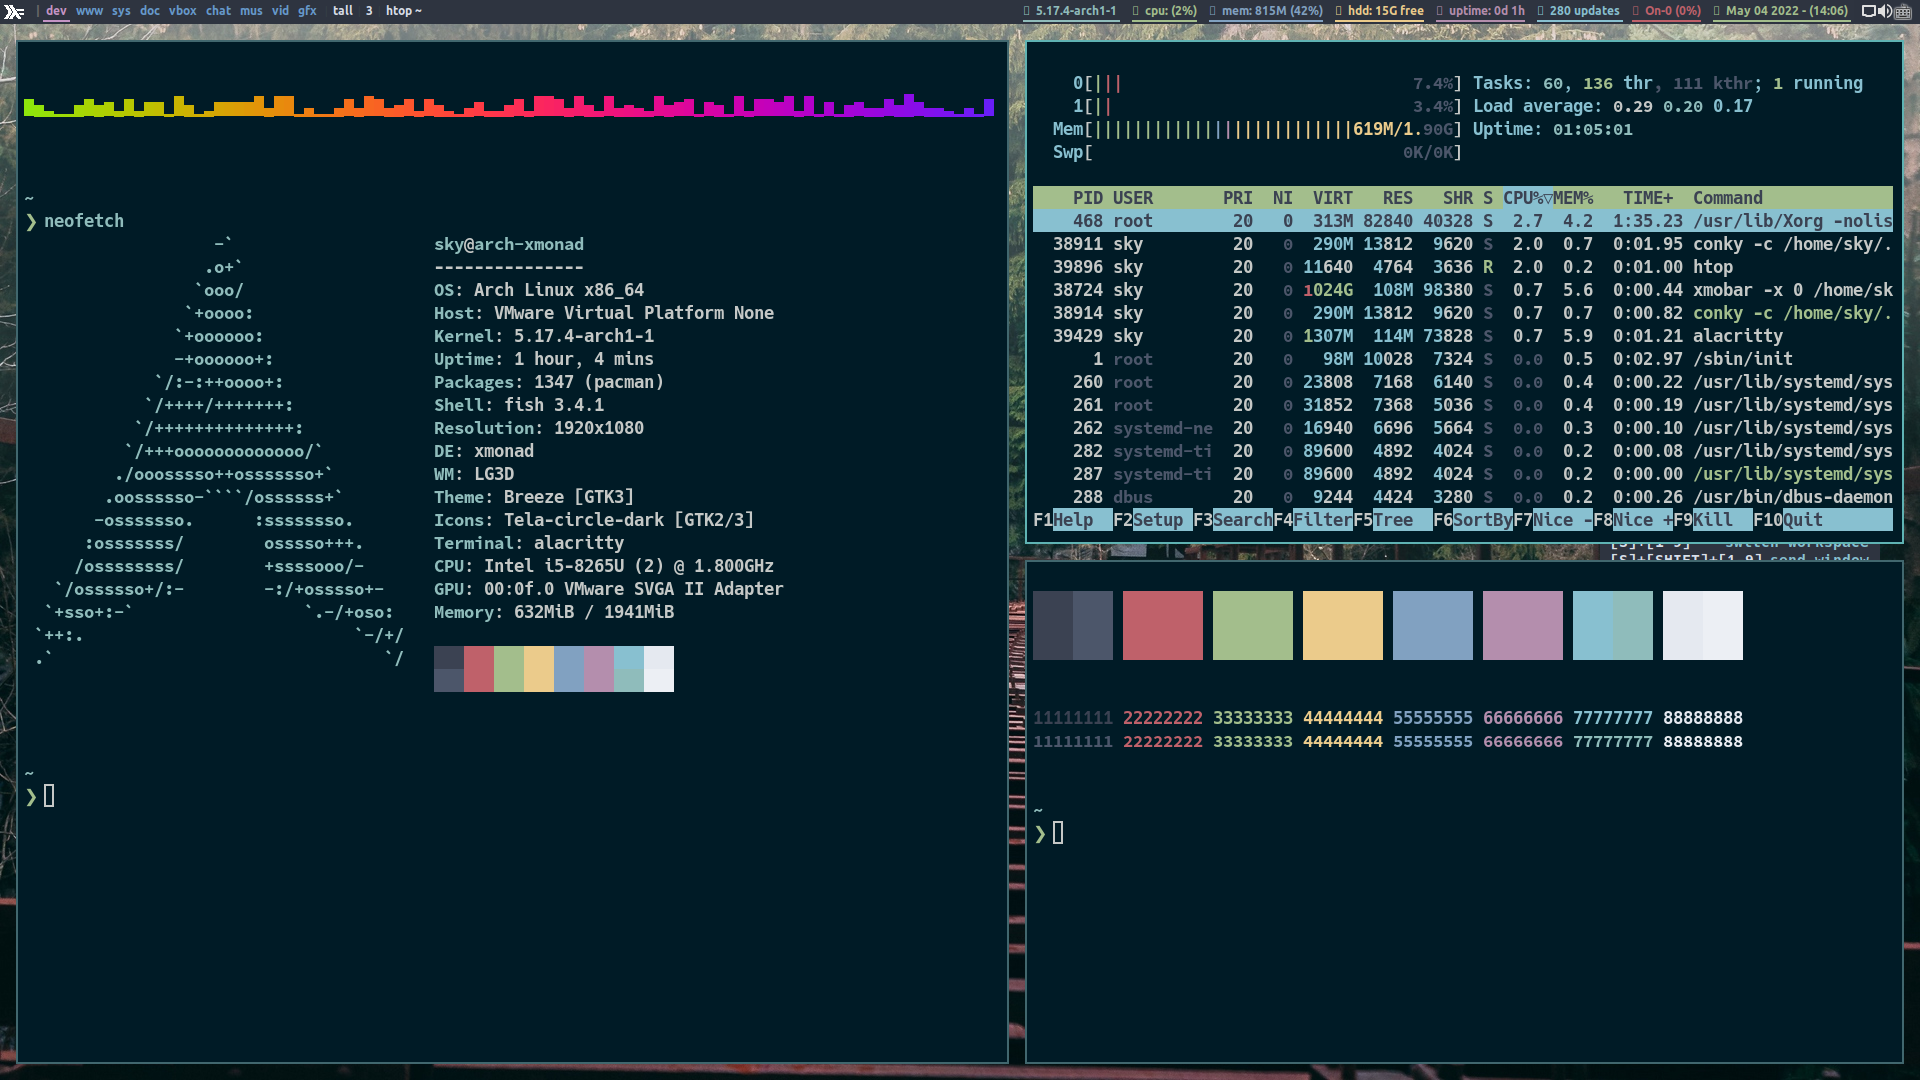 dev www sys doc vbox chat mus vid gfx tall 3 htop ~
5.17.4-arch1-1 cpu: (2%) mem: 815M (42%) hdd: 15G free uptime: 0d 1h 280 updates On-0 (0%) May 04 2022 - (14:06)
~
❯ neofetch
-`
.o+`
`ooo/
`+oooo:
`+oooooo:
-+oooooo+:
`/:-:++oooo+:
`/++++/+++++++:
`/++++++++++++++:
`/+++ooooooooooooo/`
./ooosssso++osssssso+`
.oossssso-````/ossssss+`
-osssssso.      :ssssssso.
:osssssss/        osssso+++.
/ossssssss/        +ssssooo/-
`/ossssso+/:-        -:/+osssso+-
`+sso+:-`                 `.-/+oso:
`++:.                           `-/+/
.`                                 `/
sky@arch-xmonad
---------------
OS: Arch Linux x86_64
Host: VMware Virtual Platform None
Kernel: 5.17.4-arch1-1
Uptime: 1 hour, 4 mins
Packages: 1347 (pacman)
Shell: fish 3.4.1
Resolution: 1920x1080
DE: xmonad
WM: LG3D
Theme: Breeze [GTK3]
Icons: Tela-circle-dark [GTK2/3]
Terminal: alacritty
CPU: Intel i5-8265U (2) @ 1.800GHz
GPU: 00:0f.0 VMware SVGA II Adapter
Memory: 632MiB / 1941MiB
~
❯
0[||| 7.4%] Tasks: 60, 136 thr, 111 kthr; 1 running
1[|| 3.4%] Load average: 0.29 0.20 0.17
Mem[||||||||||||||||||||||||||619M/1.90G] Uptime: 01:05:01
Swp[ 0K/0K]
PID USER PRI NI VIRT RES SHR S CPU%▽MEM% TIME+ Command
468 root 20 0 313M 82840 40328 S 2.7 4.2 1:35.23 /usr/lib/Xorg -nolis
38911 sky 20 0 290M 13812 9620 S 2.0 0.7 0:01.95 conky -c /home/sky/.
39896 sky 20 0 11640 4764 3636 R 2.0 0.2 0:01.00 htop
38724 sky 20 0 1024G 108M 98380 S 0.7 5.6 0:00.44 xmobar -x 0 /home/sk
38914 sky 20 0 290M 13812 9620 S 0.7 0.7 0:00.82 conky -c /home/sky/.
39429 sky 20 0 1307M 114M 73828 S 0.7 5.9 0:01.21 alacritty
1 root 20 0 98M 10028 7324 S 0.0 0.5 0:02.97 /sbin/init
260 root 20 0 23808 7168 6140 S 0.0 0.4 0:00.22 /usr/lib/systemd/sys
261 root 20 0 31852 7368 5036 S 0.0 0.4 0:00.19 /usr/lib/systemd/sys
262 systemd-ne 20 0 16940 6696 5664 S 0.0 0.3 0:00.10 /usr/lib/systemd/sys
282 systemd-ti 20 0 89600 4892 4024 S 0.0 0.2 0:00.08 /usr/lib/systemd/sys
287 systemd-ti 20 0 89600 4892 4024 S 0.0 0.2 0:00.00 /usr/lib/systemd/sys
288 dbus 20 0 9244 4424 3280 S 0.0 0.2 0:00.26 /usr/bin/dbus-daemon
F1Help F2Setup F3SearchF4FilterF5Tree F6SortByF7Nice -F8Nice +F9Kill F10Quit
11111111 22222222 33333333 44444444 55555555 66666666 77777777 88888888
11111111 22222222 33333333 44444444 55555555 66666666 77777777 88888888
~
❯